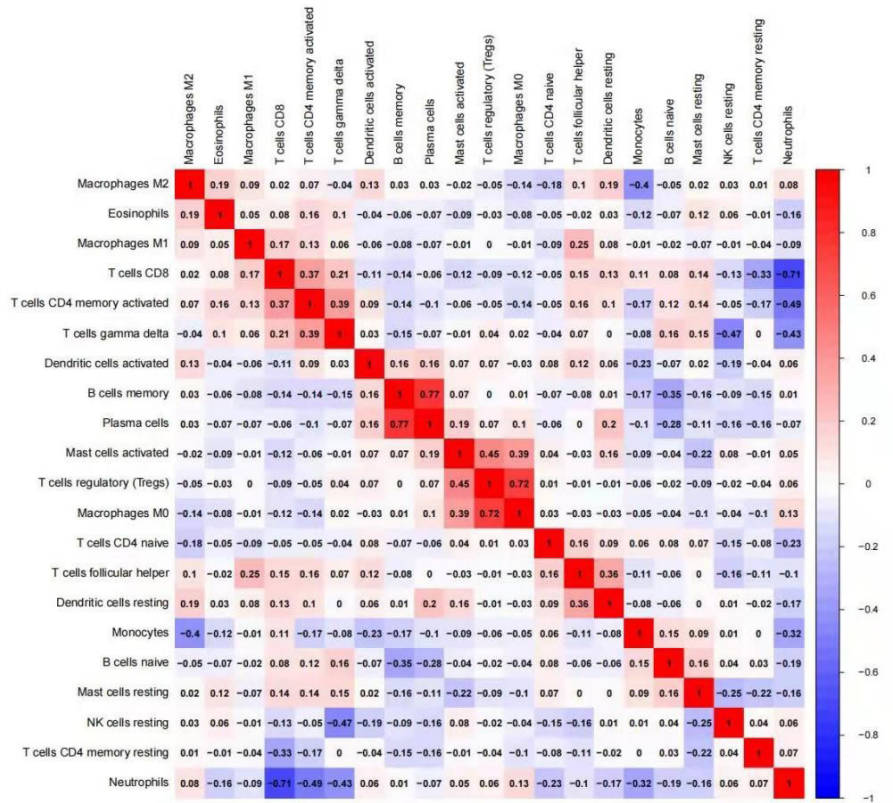 Macrophages M2
Eosinophils
Macrophages M1
T cells CD8
T cells CD4 memory activated
T cells gamma delta
Dendritic cells activated
B cells memory
Plasma cells
Mast cells activated
T cells regulatory (Tregs)
Macrophages M0
T cells CD4 naive
T cells follicular helper
Dendritic cells resting
Monocytes
B cells naive
Mast cells resting
NK cells resting
T cells CD4 memory resting
Neutrophils
Macrophages M2 1 0.19 0.09 0.02 0.07 −0.04 0.13 0.03 0.03 −0.02 −0.05 −0.14 −0.18 0.1 0.19 −0.4 −0.05 0.02 0.03 0.01 0.08
Eosinophils 0.19 1 0.05 0.08 0.16 0.1 −0.04 −0.06 −0.07 −0.09 −0.03 −0.08 −0.05 −0.02 0.03 −0.12 −0.07 0.12 0.06 −0.01 −0.16
Macrophages M1 0.09 0.05 1 0.17 0.13 0.06 −0.06 −0.08 −0.07 −0.01 0 −0.01 −0.09 0.25 0.08 −0.01 −0.02 −0.07 −0.01 −0.04 −0.09
T cells CD8 0.02 0.08 0.17 1 0.37 0.21 −0.11 −0.14 −0.06 −0.12 −0.09 −0.12 −0.05 0.15 0.13 0.11 0.08 0.14 −0.13 −0.33 −0.71
T cells CD4 memory activated 0.07 0.16 0.13 0.37 1 0.39 0.09 −0.14 −0.1 −0.06 −0.05 −0.14 −0.05 0.16 0.1 −0.17 0.12 0.14 −0.05 −0.17 −0.49
T cells gamma delta −0.04 0.1 0.06 0.21 0.39 1 0.03 −0.15 −0.07 −0.01 0.04 0.02 −0.04 0.07 0 −0.08 0.16 0.15 −0.47 0 −0.43
Dendritic cells activated 0.13 −0.04 −0.06 −0.11 0.09 0.03 1 0.16 0.16 0.07 0.07 −0.03 0.08 0.12 0.06 −0.23 −0.07 0.02 −0.19 −0.04 0.06
B cells memory 0.03 −0.06 −0.08 −0.14 −0.14 −0.15 0.16 1 0.77 0.07 0 0.01 −0.07 −0.08 0.01 −0.17 −0.35 −0.16 −0.09 −0.15 0.01
Plasma cells 0.03 −0.07 −0.07 −0.06 −0.1 −0.07 0.16 0.77 1 0.19 0.07 0.1 −0.06 0 0.2 −0.1 −0.28 −0.11 −0.16 −0.16 −0.07
Mast cells activated −0.02 −0.09 −0.01 −0.12 −0.06 −0.01 0.07 0.07 0.19 1 0.45 0.39 0.04 −0.03 0.16 −0.09 −0.04 −0.22 0.08 −0.01 0.05
T cells regulatory (Tregs) −0.05 −0.03 0 −0.09 −0.05 0.04 0.07 0 0.07 0.45 1 0.72 0.01 −0.01 −0.01 −0.06 −0.02 −0.09 −0.02 −0.04 0.06
Macrophages M0 −0.14 −0.08 −0.01 −0.12 −0.14 0.02 −0.03 0.01 0.1 0.39 0.72 1 0.03 −0.03 −0.03 −0.05 −0.04 −0.1 −0.04 −0.1 0.13
T cells CD4 naive −0.18 −0.05 −0.09 −0.05 −0.05 −0.04 0.08 −0.07 −0.06 0.04 0.01 0.03 1 0.16 0.09 0.06 0.08 0.07 −0.15 −0.08 −0.23
T cells follicular helper 0.1 −0.02 0.25 0.15 0.16 0.07 0.12 −0.08 0 −0.03 −0.01 −0.03 0.16 1 0.36 −0.11 −0.06 0 −0.16 −0.11 −0.1
Dendritic cells resting 0.19 0.03 0.08 0.13 0.1 0 0.06 0.01 0.2 0.16 −0.01 −0.03 0.09 0.36 1 −0.08 −0.06 0 0.01 −0.02 −0.17
Monocytes −0.4 −0.12 −0.01 0.11 −0.17 −0.08 −0.23 −0.17 −0.1 −0.09 −0.06 −0.05 0.06 −0.11 −0.08 1 0.15 0.09 0.01 0 −0.32
B cells naive −0.05 −0.07 −0.02 0.08 0.12 0.16 −0.07 −0.35 −0.28 −0.04 −0.02 −0.04 0.08 −0.06 −0.06 0.15 1 0.16 0.04 0.03 −0.19
Mast cells resting 0.02 0.12 −0.07 0.14 0.14 0.15 0.02 −0.16 −0.11 −0.22 −0.09 −0.1 0.07 0 0 0.09 0.16 1 −0.25 −0.22 −0.16
NK cells resting 0.03 0.06 −0.01 −0.13 −0.05 −0.47 −0.19 −0.09 −0.16 0.08 −0.02 −0.04 −0.15 −0.16 0.01 0.01 0.04 −0.25 1 0.04 0.06
T cells CD4 memory resting 0.01 −0.01 −0.04 −0.33 −0.17 0 −0.04 −0.15 −0.16 −0.01 −0.04 −0.1 −0.08 −0.11 −0.02 0 0.03 −0.22 0.04 1 0.07
Neutrophils 0.08 −0.16 −0.09 −0.71 −0.49 −0.43 0.06 0.01 −0.07 0.05 0.06 0.13 −0.23 −0.1 −0.17 −0.32 −0.19 −0.16 0.06 0.07 1
1
0.8
0.6
0.4
0.2
0
−0.2
−0.4
−0.6
−0.8
−1